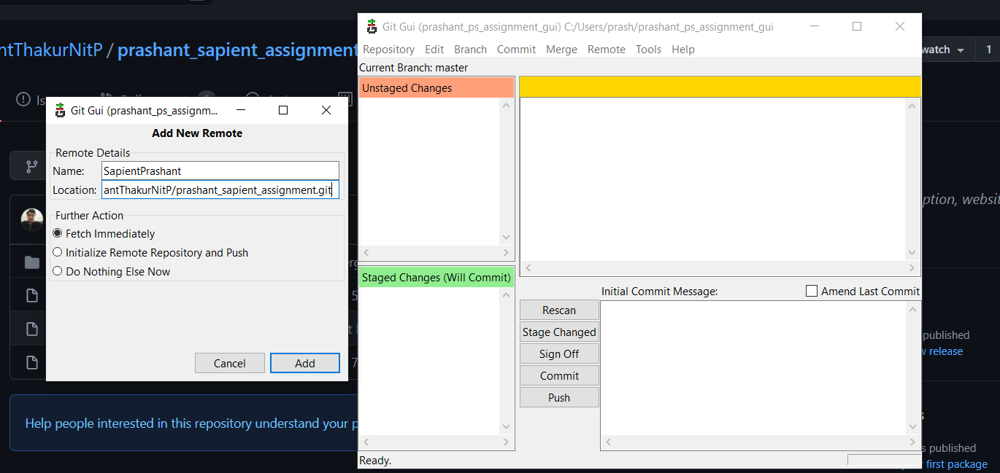 ntThakurNitP / prashant_sapient_assignment
watch
1
Git Gui (prashant_ps_assignm...
Add New Remote
Remote Details
Name: SapientPrashant
Location: antThakurNitP/prashant_sapient_assignment.git
Further Action
Fetch Immediately
Initialize Remote Repository and Push
Do Nothing Else Now
Cancel Add
Help people interested in this repository understand your p
Git Gui (prashant_ps_assignment_gui) C:/Users/prash/prashant_ps_assignment_gui
Repository Edit Branch Commit Merge Remote Tools Help
Current Branch: master
Unstaged Changes
Staged Changes (Will Commit)
Initial Commit Message: Amend Last Commit
Rescan
Stage Changed
Sign Off
Commit
Push
Ready.
ption, websit
published
w release
s published
first package